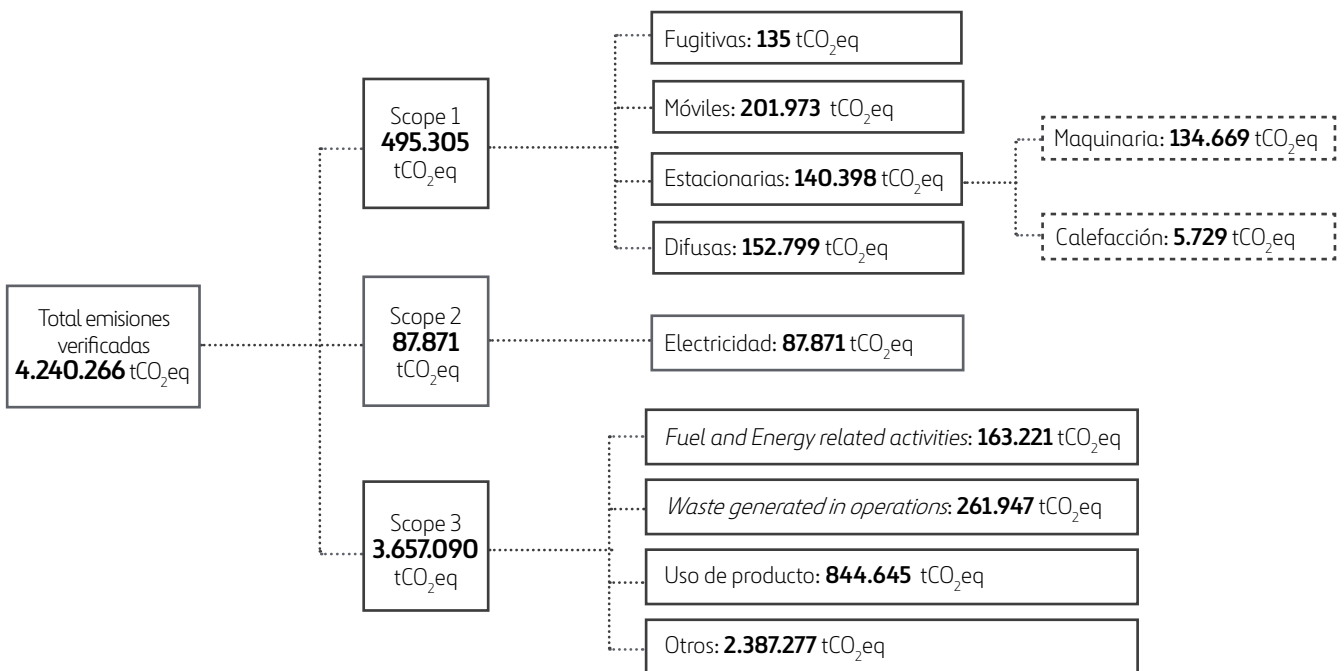 Total emisiones
verificadas
4.240.266 tCO₂eq
Scope 1
495.305
tCO₂eq
Fugitivas: 135 tCO₂eq
Móviles: 201.973 tCO₂eq
Estacionarias: 140.398 tCO₂eq
Maquinaria: 134.669 tCO₂eq
Calefacción: 5.729 tCO₂eq
Difusas: 152.799 tCO₂eq
Scope 2
87.871
tCO₂eq
Electricidad: 87.871 tCO₂eq
Scope 3
3.657.090
tCO₂eq
Fuel and Energy related activities: 163.221 tCO₂eq
Waste generated in operations: 261.947 tCO₂eq
Uso de producto: 844.645 tCO₂eq
Otros: 2.387.277 tCO₂eq